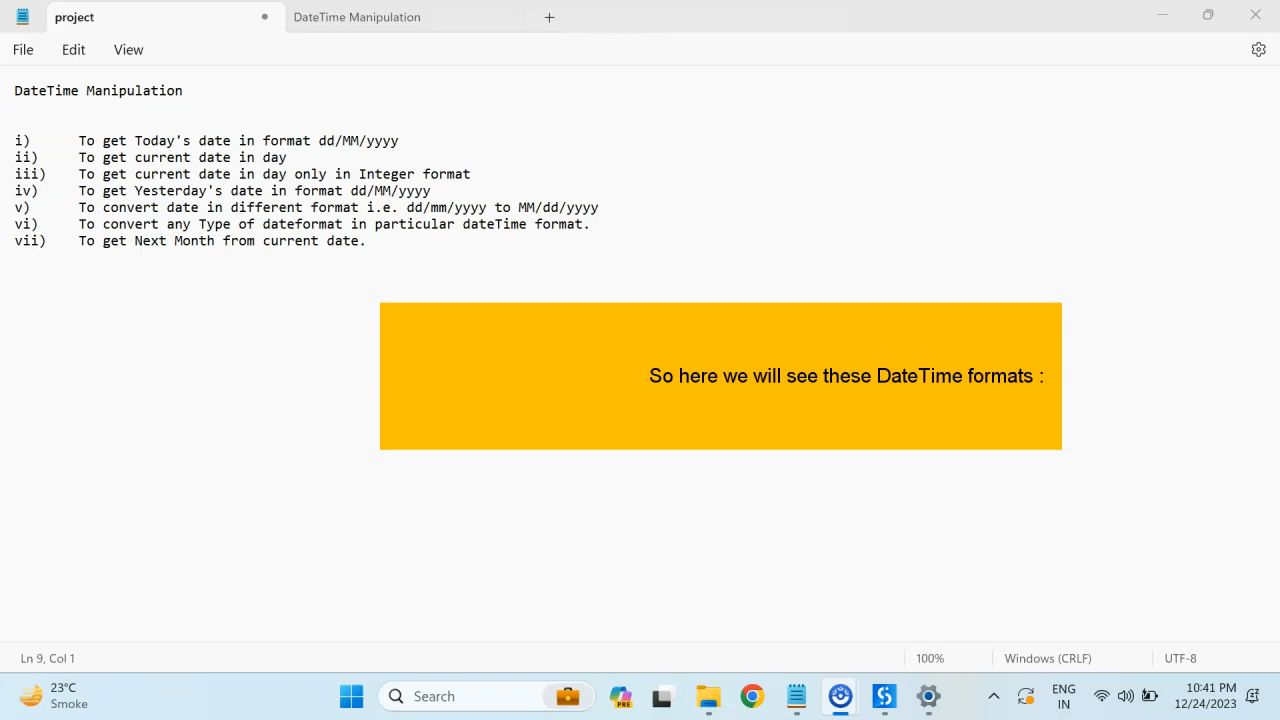 project
DateTime Manipulation
File Edit View
DateTime Manipulation
i) To get Today's date in format dd/MM/yyyy
ii) To get current date in day
iii) To get current date in day only in Integer format
iv) To get Yesterday's date in format dd/MM/yyyy
v) To convert date in different format i.e. dd/mm/yyyy to MM/dd/yyyy
vi) To convert any Type of dateformat in particular dateTime format.
vii) To get Next Month from current date.
So here we will see these DateTime formats :
Ln 9, Col 1 100% Windows (CRLF) UTF-8
23°C
Smoke
Search
PRE
ENG
IN
10:41 PM
12/24/2023